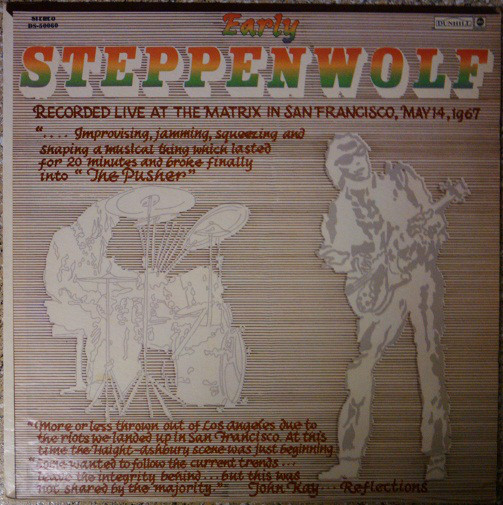 STEREO
DS-50060
Early
DUNHILL
STEPPENWOLF
RECORDED LIVE AT THE MATRIX IN SAN FRANCISCO, MAY 14, 1967
".... Improvising, jamming, squeezing and
shaping a musical thing which lasted
for 20 minutes and broke finally
into "The Pusher"
"More or less thrown out of Los Angeles due to
the riots we landed up in San Francisco. At this
time the Haight-Ashbury scene was just beginning
"Some wanted to follow the current trends...
leave the integrity behind .. but this was
not shared by the majority." John Kay... Reflections